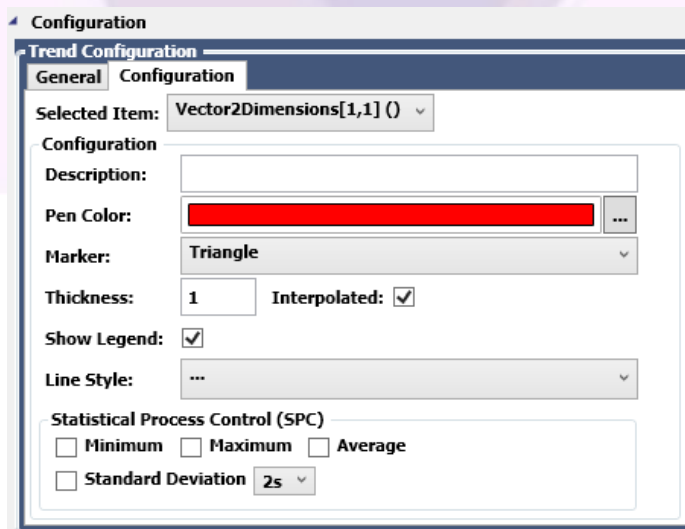 Configuration
Trend Configuration
General Configuration
Selected Item: Vector2Dimensions[1,1] ()
Configuration
Description:
Pen Color: ...
Marker: Triangle
Thickness: 1 Interpolated:
Show Legend:
Line Style: ---
Statistical Process Control (SPC)
Minimum Maximum Average
Standard Deviation 2s